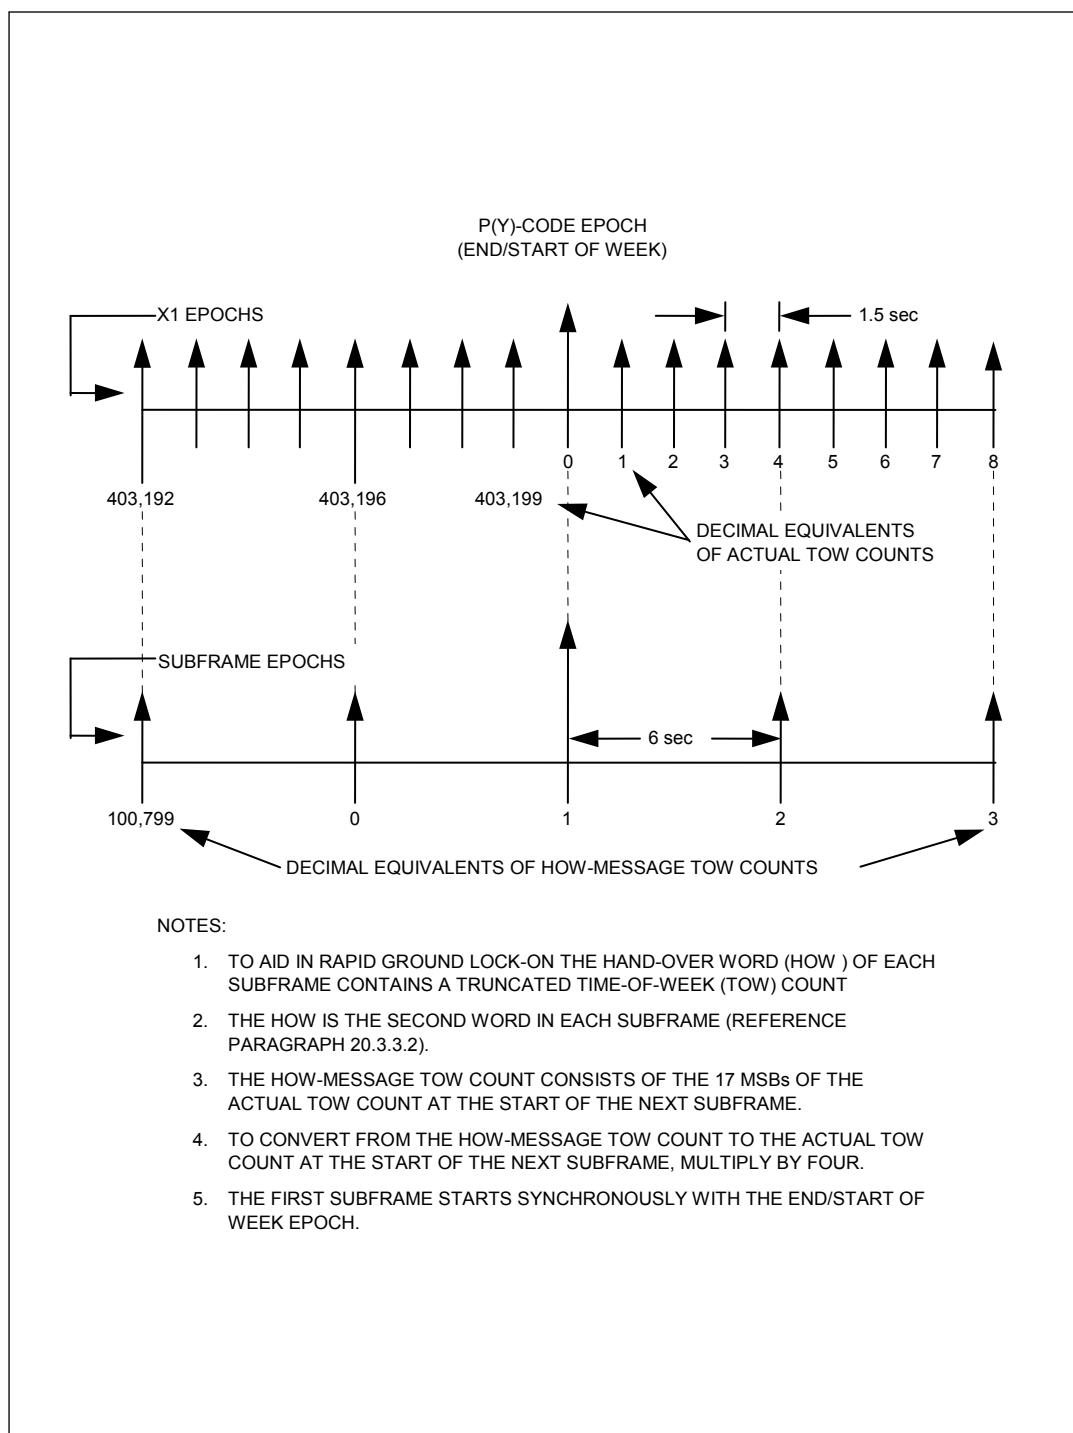 P(Y)-CODE EPOCH
(END/START OF WEEK)
X1 EPOCHS
1.5 sec
0 1 2 3 4 5 6 7 8
403,192 403,196 403,199
DECIMAL EQUIVALENTS
OF ACTUAL TOW COUNTS
SUBFRAME EPOCHS
6 sec
100,799 0 1 2 3
DECIMAL EQUIVALENTS OF HOW-MESSAGE TOW COUNTS
NOTES:
1. TO AID IN RAPID GROUND LOCK-ON THE HAND-OVER WORD (HOW ) OF EACH
SUBFRAME CONTAINS A TRUNCATED TIME-OF-WEEK (TOW) COUNT
2. THE HOW IS THE SECOND WORD IN EACH SUBFRAME (REFERENCE
PARAGRAPH 20.3.3.2).
3. THE HOW-MESSAGE TOW COUNT CONSISTS OF THE 17 MSBs OF THE
ACTUAL TOW COUNT AT THE START OF THE NEXT SUBFRAME.
4. TO CONVERT FROM THE HOW-MESSAGE TOW COUNT TO THE ACTUAL TOW
COUNT AT THE START OF THE NEXT SUBFRAME, MULTIPLY BY FOUR.
5. THE FIRST SUBFRAME STARTS SYNCHRONOUSLY WITH THE END/START OF
WEEK EPOCH.